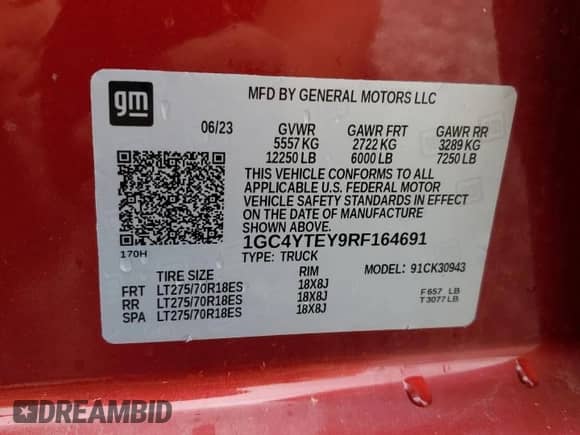 gm
MFD BY GENERAL MOTORS LLC
06/23 GVWR GAWR FRT GAWR RR
5557 KG 2722 KG 3289 KG
12250 LB 6000 LB 7250 LB
THIS VEHICLE CONFORMS TO ALL
APPLICABLE U.S. FEDERAL MOTOR
VEHICLE SAFETY STANDARDS IN EFFECT
ON THE DATE OF MANUFACTURE
SHOWN ABOVE.
1GC4YTEY9RF164691
170H
TYPE: TRUCK MODEL: 91CK30943
TIRE SIZE RIM
FRT LT275/70R18ES 18X8J F 657 LB
RR LT275/70R18ES 18X8J T 3077 LB
SPA LT275/70R18ES 18X8J
DREAMBID